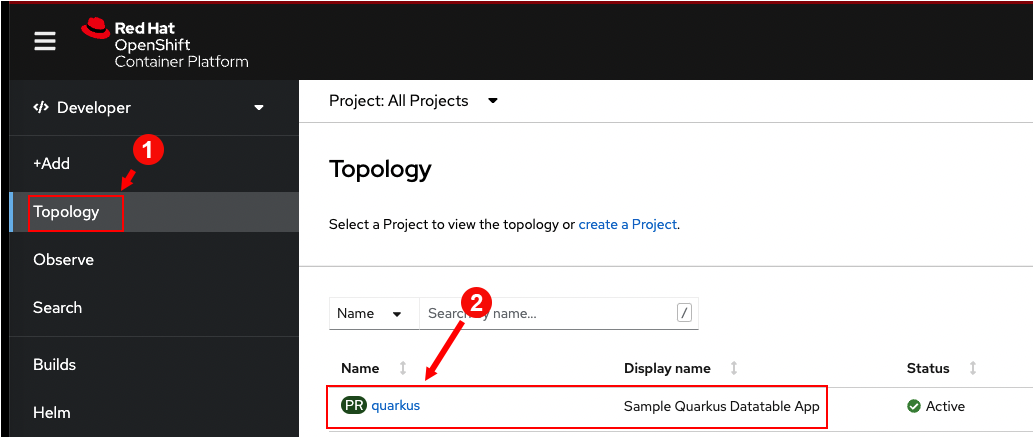 Red Hat
OpenShift
Container Platform
</> Developer
Project: All Projects
+Add
1
Topology
Topology
Select a Project to view the topology or create a Project.
Observe
Search
Name
Search by name...
/
2
Name
Display name
Status
Builds
PR quarkus
Sample Quarkus Datatable App
Active
Helm